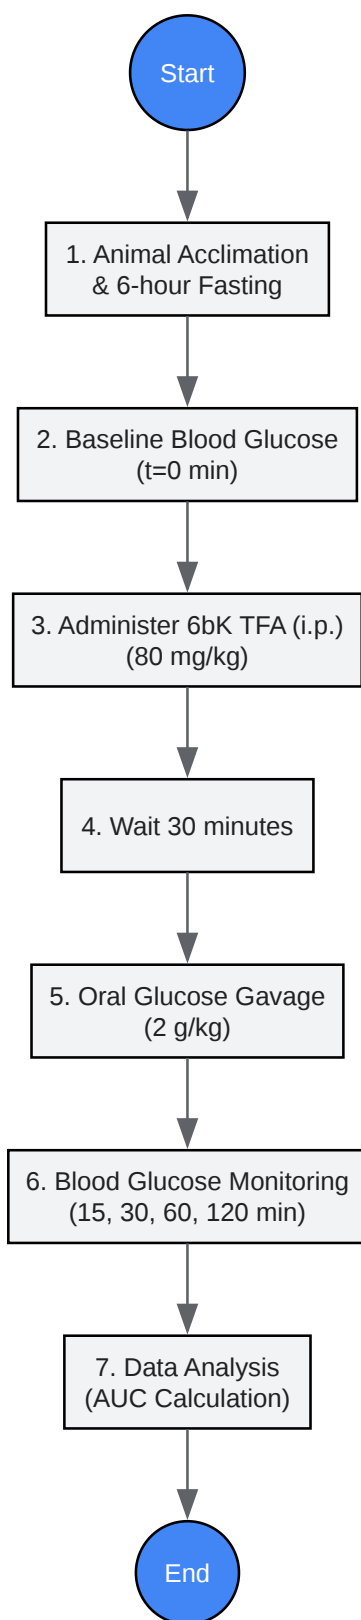 Start
1. Animal Acclimation
& 6-hour Fasting
2. Baseline Blood Glucose
(t=0 min)
3. Administer 6bK TFA (i.p.)
(80 mg/kg)
4. Wait 30 minutes
5. Oral Glucose Gavage
(2 g/kg)
6. Blood Glucose Monitoring
(15, 30, 60, 120 min)
7. Data Analysis
(AUC Calculation)
End